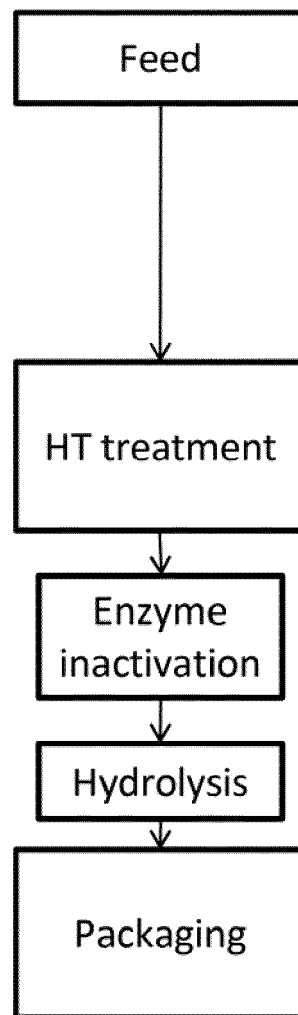 Feed
HT treatment
Enzyme
inactivation
Hydrolysis
Packaging